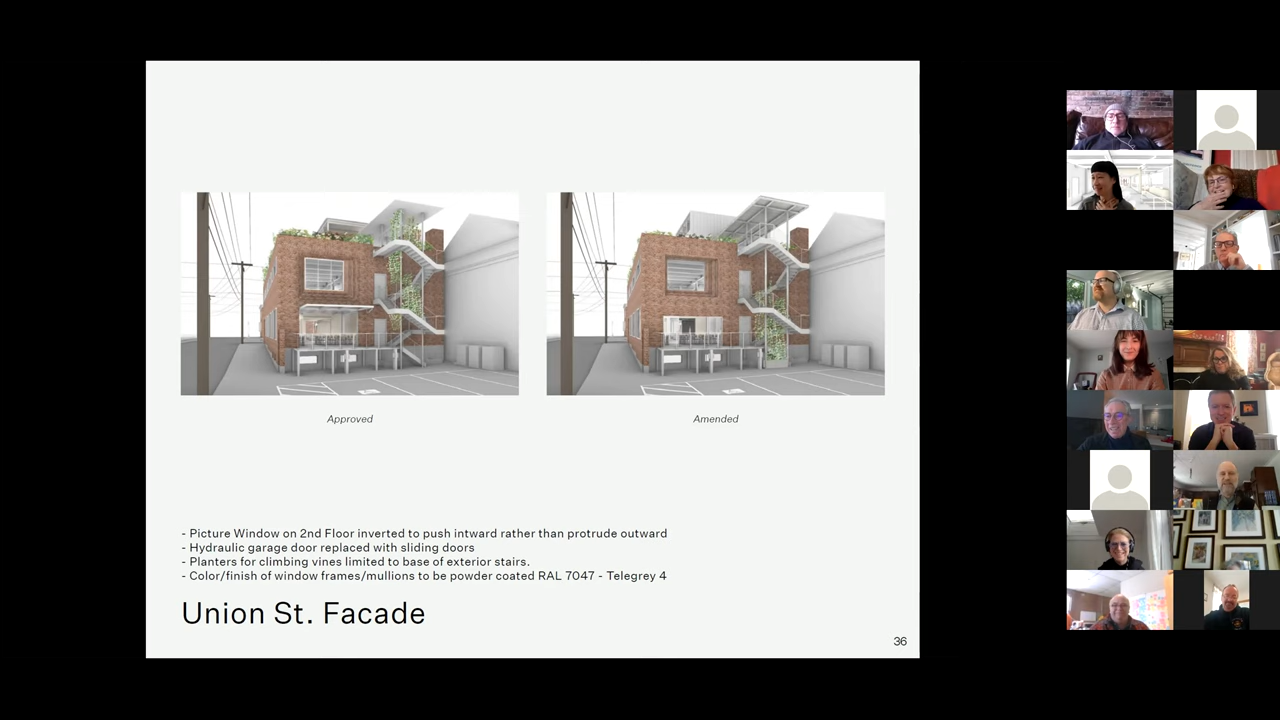 Approved
Amended
- Picture Window on 2nd Floor inverted to push intward rather than protrude outward
- Hydraulic garage door replaced with sliding doors
- Planters for climbing vines limited to base of exterior stairs.
- Color/finish of window frames/mullions to be powder coated RAL 7047 - Telegrey 4
Union St. Facade
36